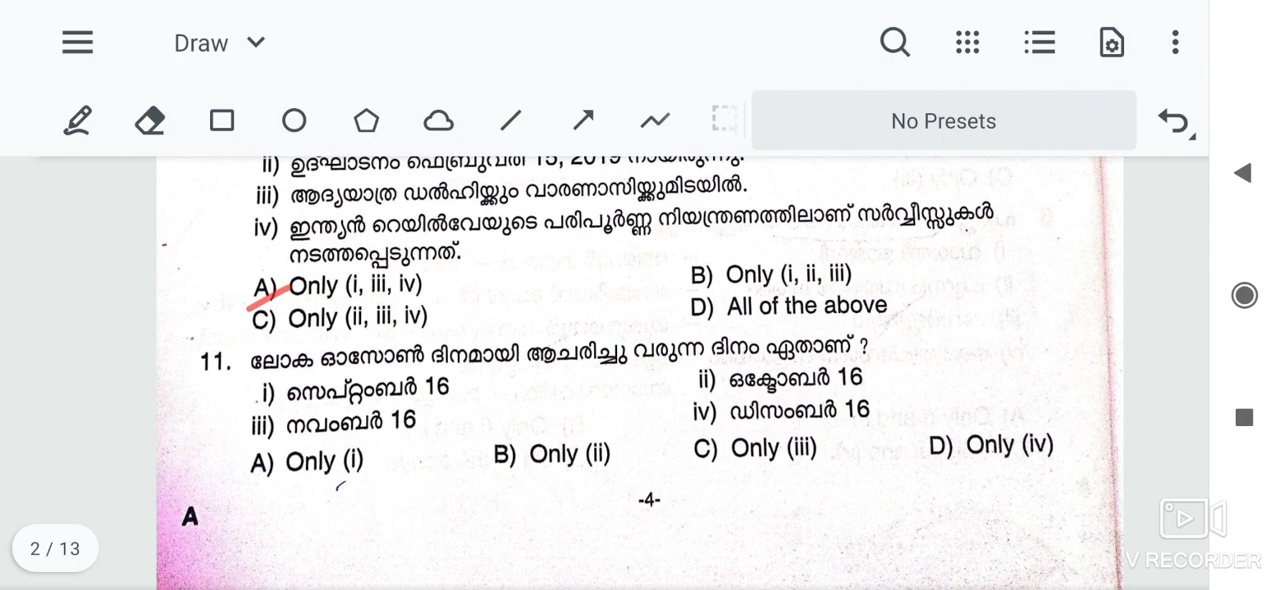 Draw
No Presets
ii) ഉദ്ഘാടനം ഫെബ്രുവരി 15, 2019 നായിരുന്നു.
iii) ആദ്യയാത്ര ഡൽഹിയ്ക്കും വാരണാസിയ്ക്കുമിടയിൽ.
iv) ഇന്ത്യൻ റെയിൽവേയുടെ പരിപൂർണ്ണ നിയന്ത്രണത്തിലാണ് സർവ്വീസ്സുകൾ
നടത്തപ്പെടുന്നത്.
A) Only (i, iii, iv) B) Only (i, ii, iii)
C) Only (ii, iii, iv) D) All of the above
11. ലോക ഓസോൺ ദിനമായി ആചരിച്ചു വരുന്ന ദിനം ഏതാണ് ?
i) സെപ്റ്റംബർ 16 ii) ഒക്ടോബർ 16
iii) നവംബർ 16 iv) ഡിസംബർ 16
A) Only (i) B) Only (ii) C) Only (iii) D) Only (iv)
-4-
A
2 / 13
V RECORDER